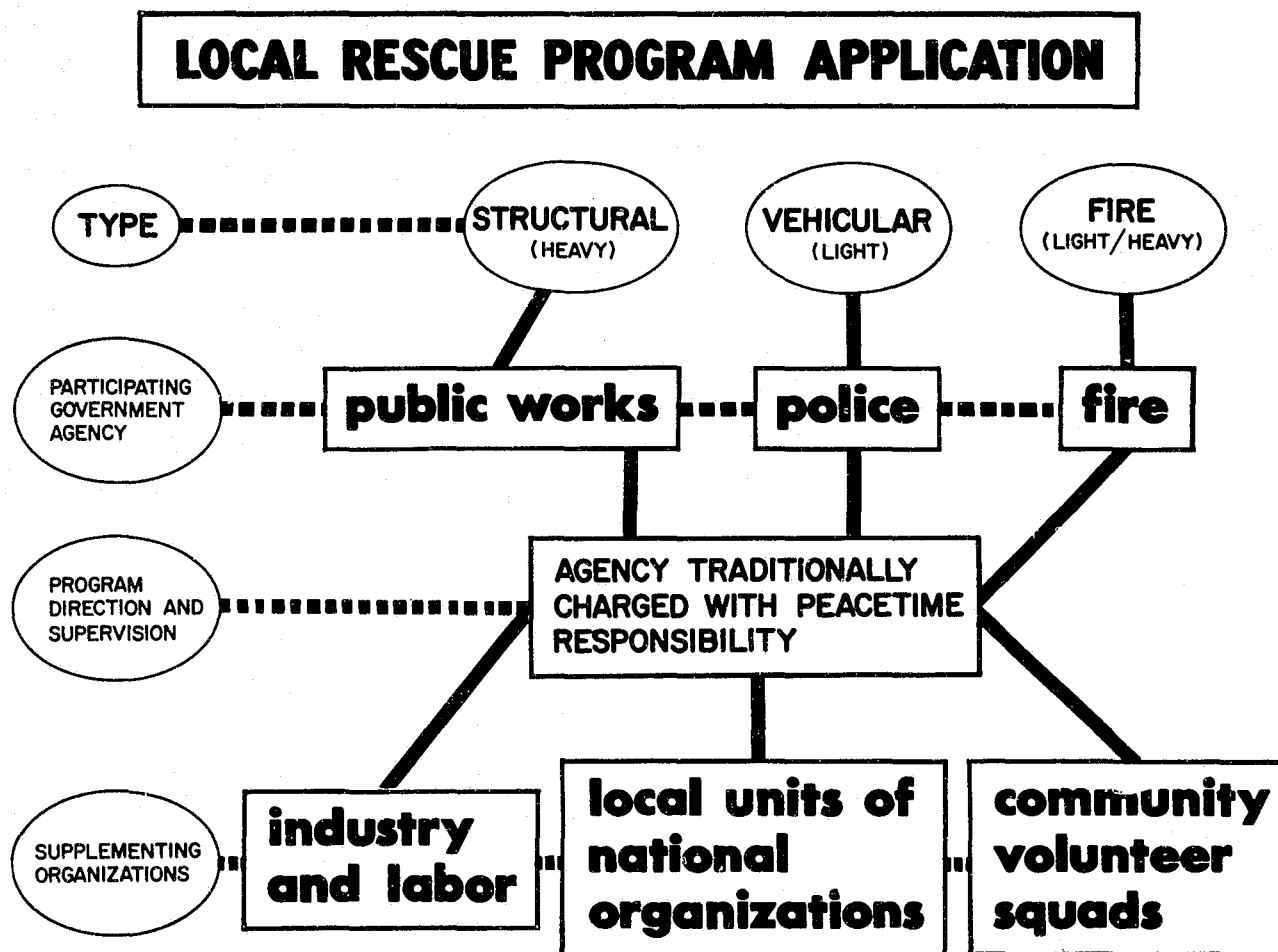 LOCAL RESCUE PROGRAM APPLICATION
TYPE
STRUCTURAL
(HEAVY)
VEHICULAR
(LIGHT)
FIRE
(LIGHT/HEAVY)
PARTICIPATING
GOVERNMENT
AGENCY
public works
police
fire
PROGRAM
DIRECTION AND
SUPERVISION
AGENCY TRADITIONALLY
CHARGED WITH PEACETIME
RESPONSIBILITY
SUPPLEMENTING
ORGANIZATIONS
industry
and labor
local units of
national
organizations
community
volunteer
squads